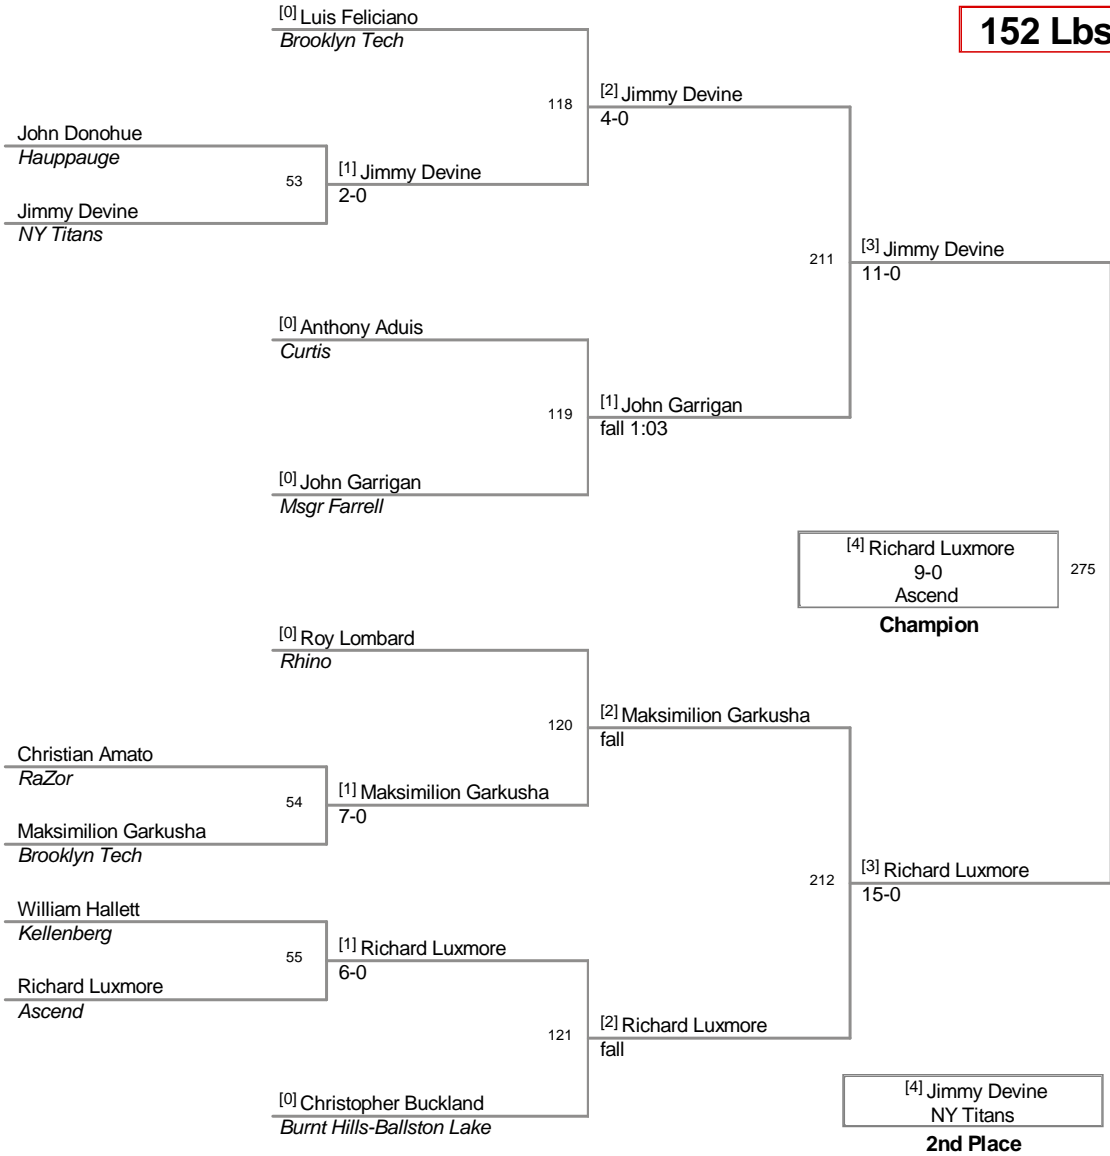 [0] Luis Feliciano
Brooklyn Tech
152 Lbs
118
[2] Jimmy Devine
4-0
John Donohue
Hauppauge
53
[1] Jimmy Devine
2-0
Jimmy Devine
NY Titans
211
[3] Jimmy Devine
11-0
[0] Anthony Aduis
Curtis
119
[1] John Garrigan
fall 1:03
[0] John Garrigan
Msgr Farrell
[4] Richard Luxmore
9-0
Ascend
275
Champion
[0] Roy Lombard
Rhino
120
[2] Maksimilion Garkusha
fall
Christian Amato
RaZor
54
[1] Maksimilion Garkusha
7-0
Maksimilion Garkusha
Brooklyn Tech
212
[3] Richard Luxmore
15-0
William Hallett
Kellenberg
55
[1] Richard Luxmore
6-0
Richard Luxmore
Ascend
121
[2] Richard Luxmore
fall
[0] Christopher Buckland
Burnt Hills-Ballston Lake
[4] Jimmy Devine
NY Titans
2nd Place